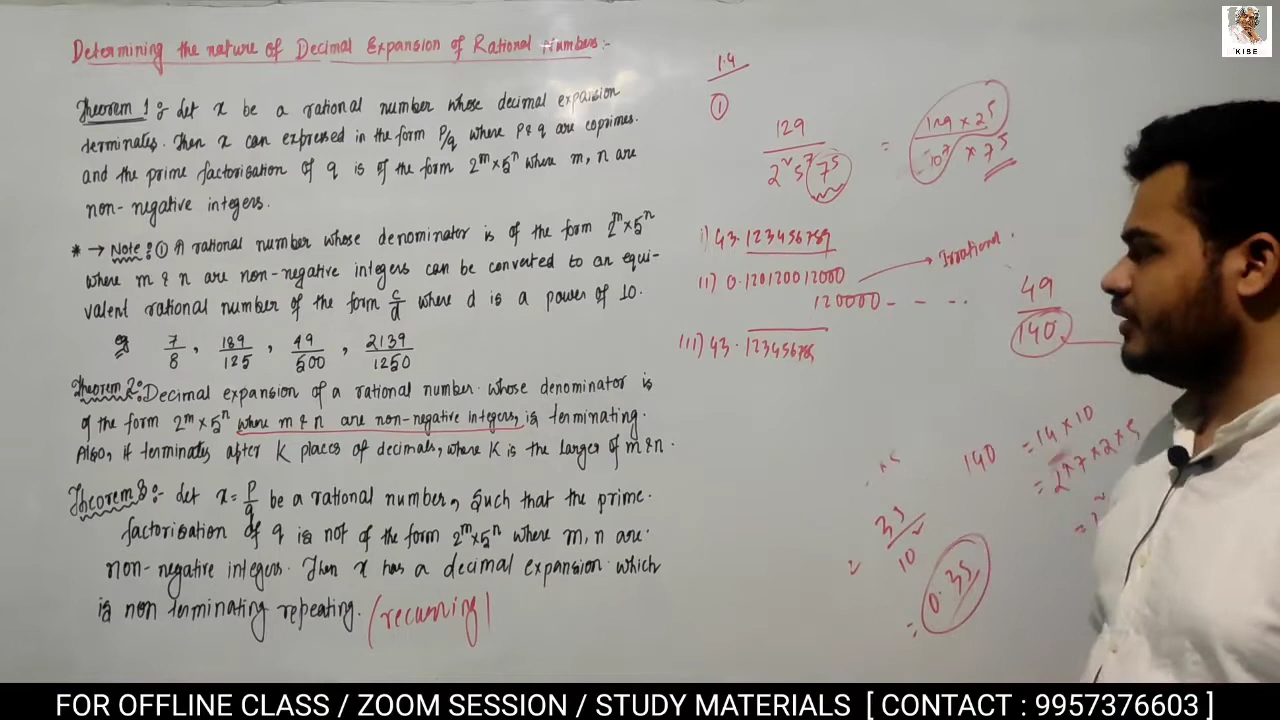 Determining the nature of Decimal Expansion of Rational Numbers:-
Theorem 1 :- Let x be a rational number whose decimal expansion
terminates. Then x can expressed in the form P/q where P & q are coprimes.
and the prime factorisation of q is of the form 2^m × 5^n where m, n are
non-negative integers.
* → Note: ① A rational number whose denominator is of the form 2^m × 5^n
where m & n are non-negative integers can be converted to an equi-
valent rational number of the form c/d where d is a power of 10.
eg 7/8 , 189/125 , 49/500 , 2139/1250
Theorem 2:- Decimal expansion of a rational number whose denominator is
of the form 2^m × 5^n where m & n are non-negative integers, is terminating.
Also, it terminates after K places of decimals, where K is the larger of m & n.
Theorem 3:- Let x = P/q be a rational number, such that the prime
factorisation of q is not of the form 2^m × 5^n where m, n are
non-negative integers. Then x has a decimal expansion which
is non terminating repeating. (recurring)
1.4
①
129
2² 5⁷ 7⁵
= 129 × 2⁵
10⁷ × 7⁵
i) 43.123456789
ii) 0.120120012000
120000 - - - . . → Irrational.
iii) 43.123456789
49
140
140 = 14 × 10
= 2 × 7 × 2 × 5
= 2²
35
10²
= 0.35
KISE
FOR OFFLINE CLASS / ZOOM SESSION / STUDY MATERIALS [ CONTACT : 9957376603 ]